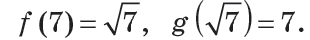 f (7) = √7, g (√7) = 7.